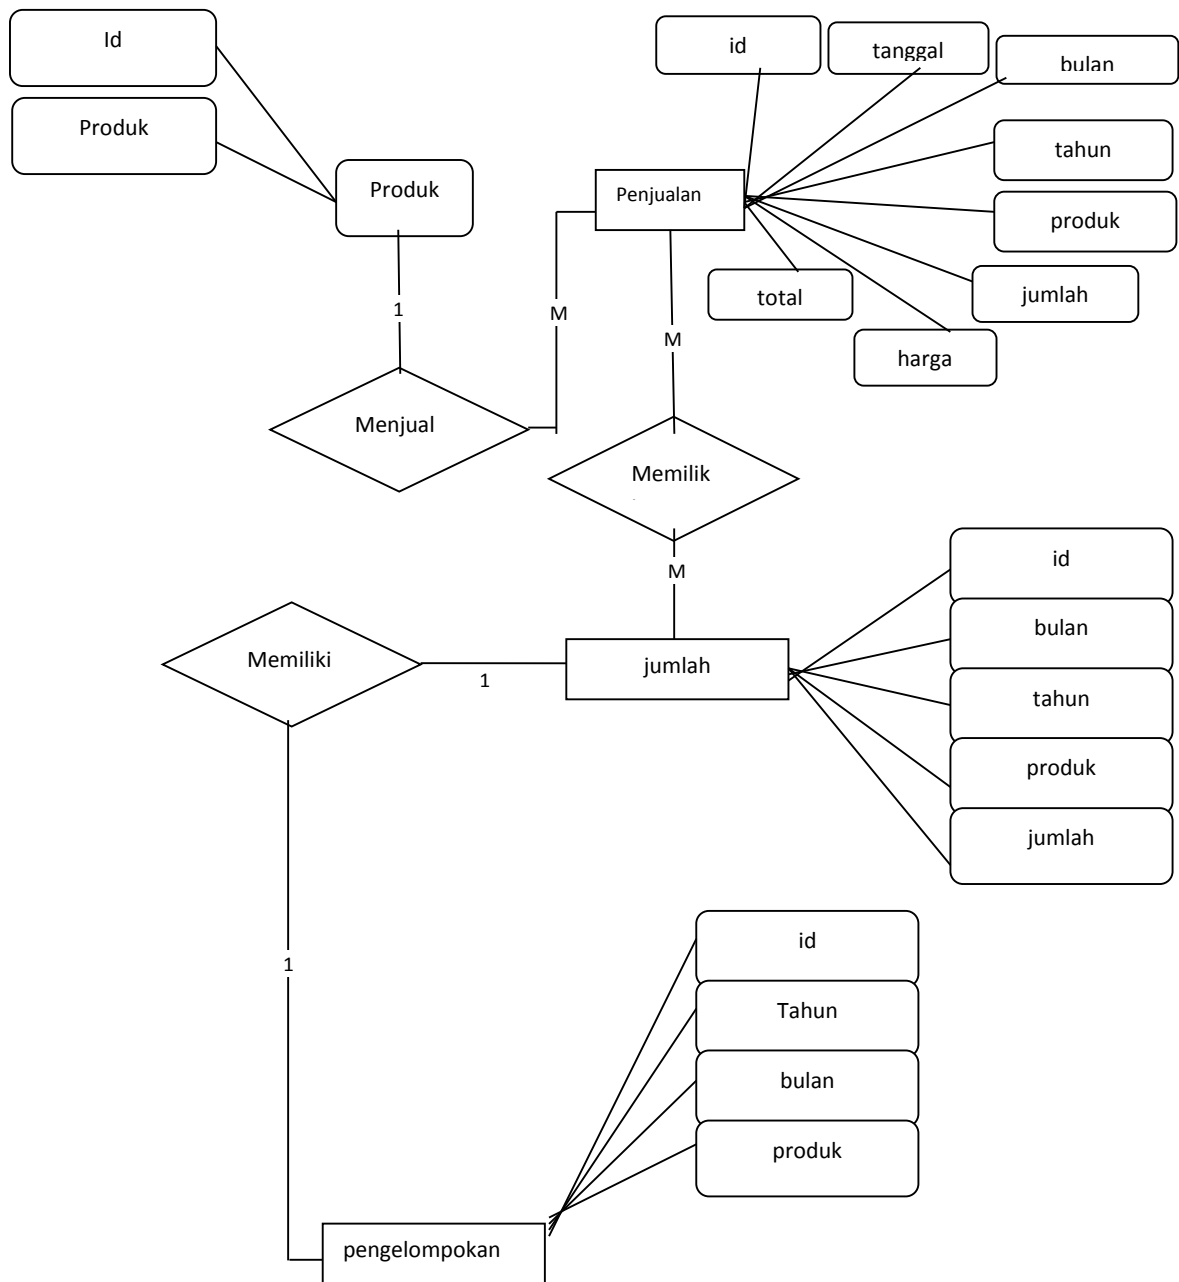 Id
Produk
Produk
id
tanggal
bulan
tahun
produk
jumlah
harga
total
Penjualan
1
M
M
Menjual
Memilik
M
Memiliki
1
jumlah
id
bulan
tahun
produk
jumlah
1
id
Tahun
bulan
produk
pengelompokan